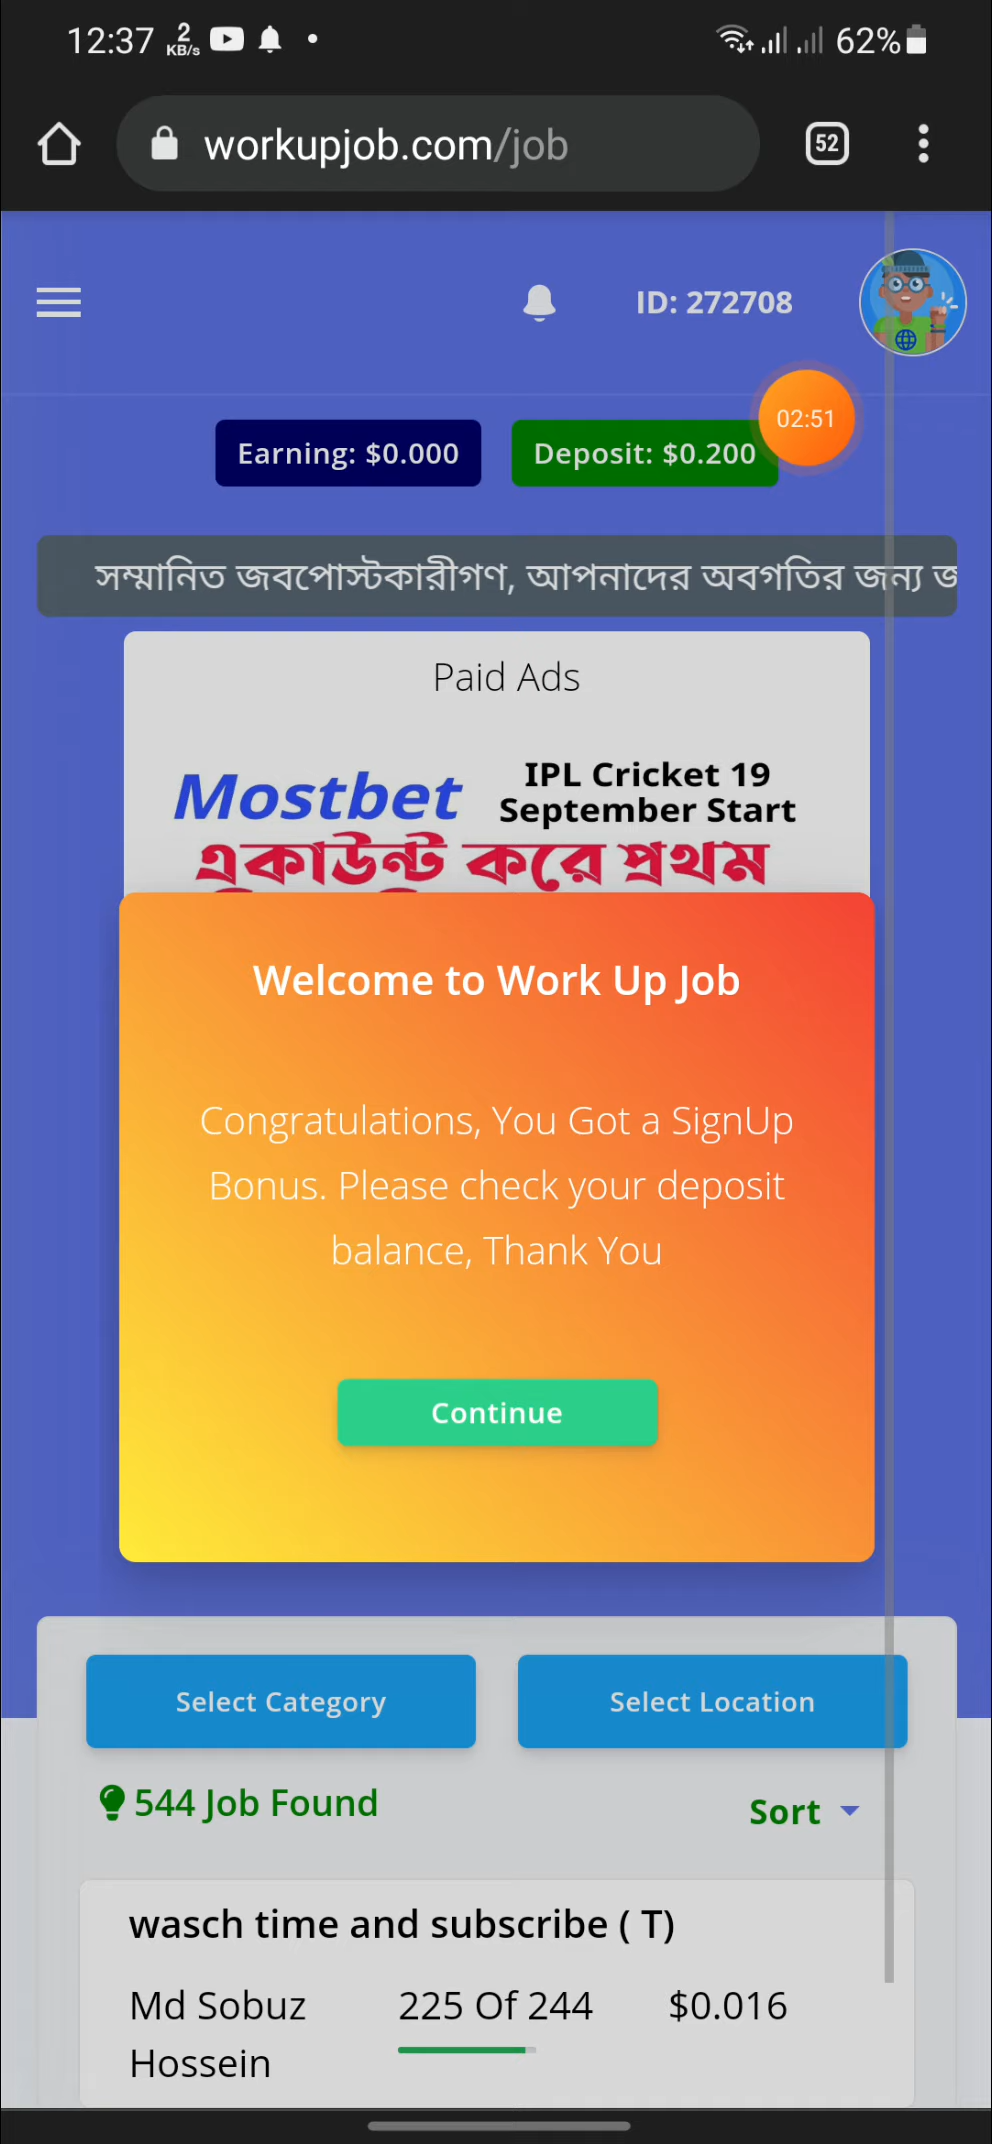 12:37 2 KB/s 62%
workupjob.com/job 52
ID: 272708
02:51
Earning: $0.000 Deposit: $0.200
সম্মানিত জবপোস্টকারীগণ, আপনাদের অবগতির জন্য
Paid Ads
Mostbet IPL Cricket 19
September Start
একাউন্ট করে প্রথম
Welcome to Work Up Job
Congratulations, You Got a SignUp
Bonus. Please check your deposit
balance, Thank You
Continue
Select Category Select Location
544 Job Found
Sort
wasch time and subscribe ( T)
Md Sobuz 225 Of 244 $0.016
Hossein